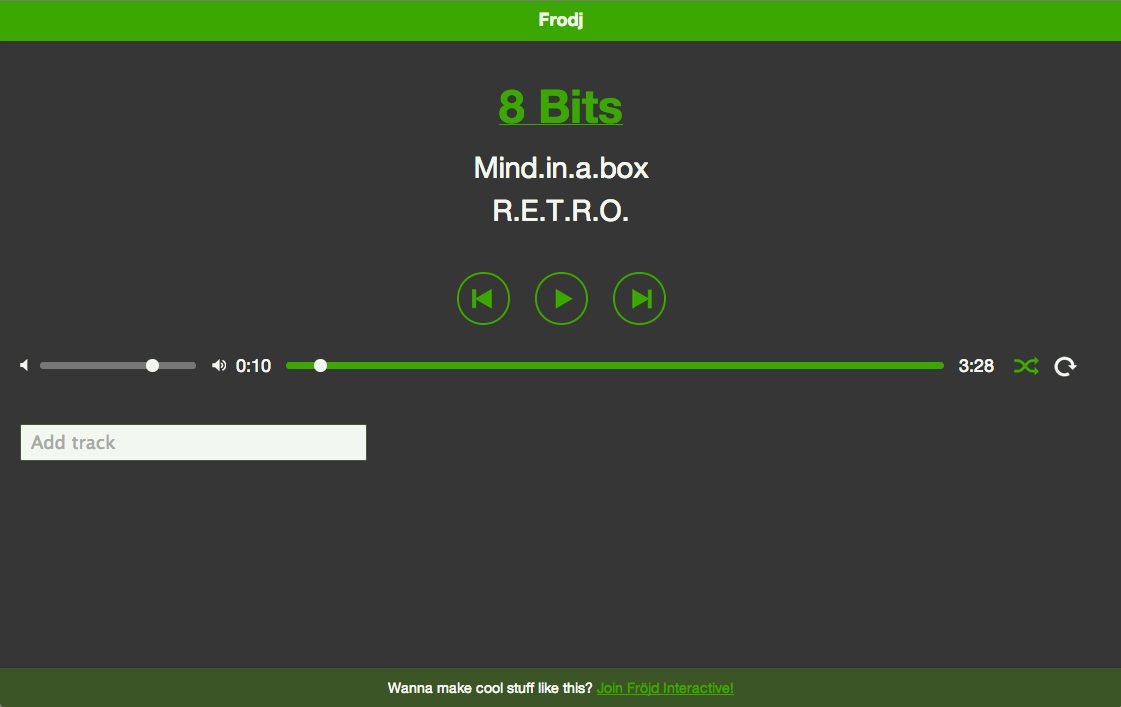 Frodj
8 Bits
Mind.in.a.box
R.E.T.R.O.
0:10 3:28
Add track
Wanna make cool stuff like this? Join Fröjd Interactive!